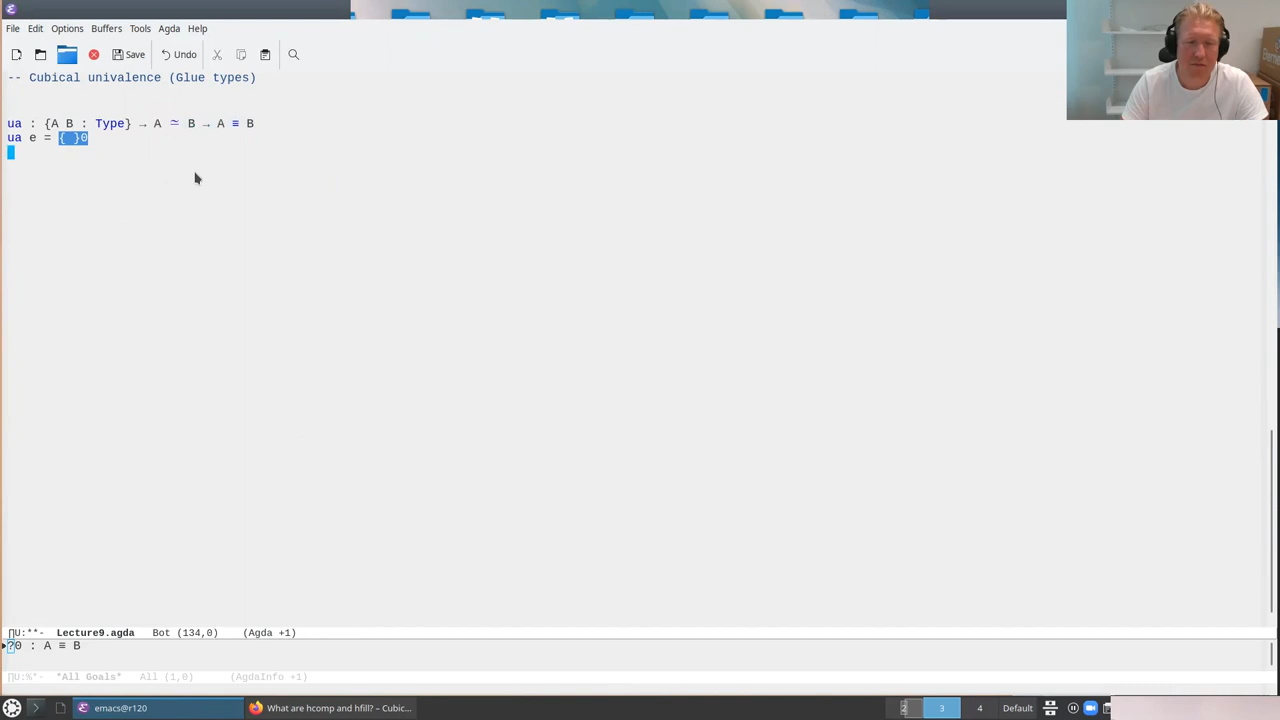 File Edit Options Buffers Tools Agda Help
Save Undo
-- Cubical univalence (Glue types)
ua : {A B : Type} → A ≃ B → A ≡ B
ua e = { }0
∏U:**- Lecture9.agda Bot (134,0) (Agda +1)
?0 : A ≡ B
∏U:%*- *All Goals* All (1,0) (AgdaInfo +1)
emacs@r120 What are hcomp and hfill? – Cubic... 2 3 4 Default